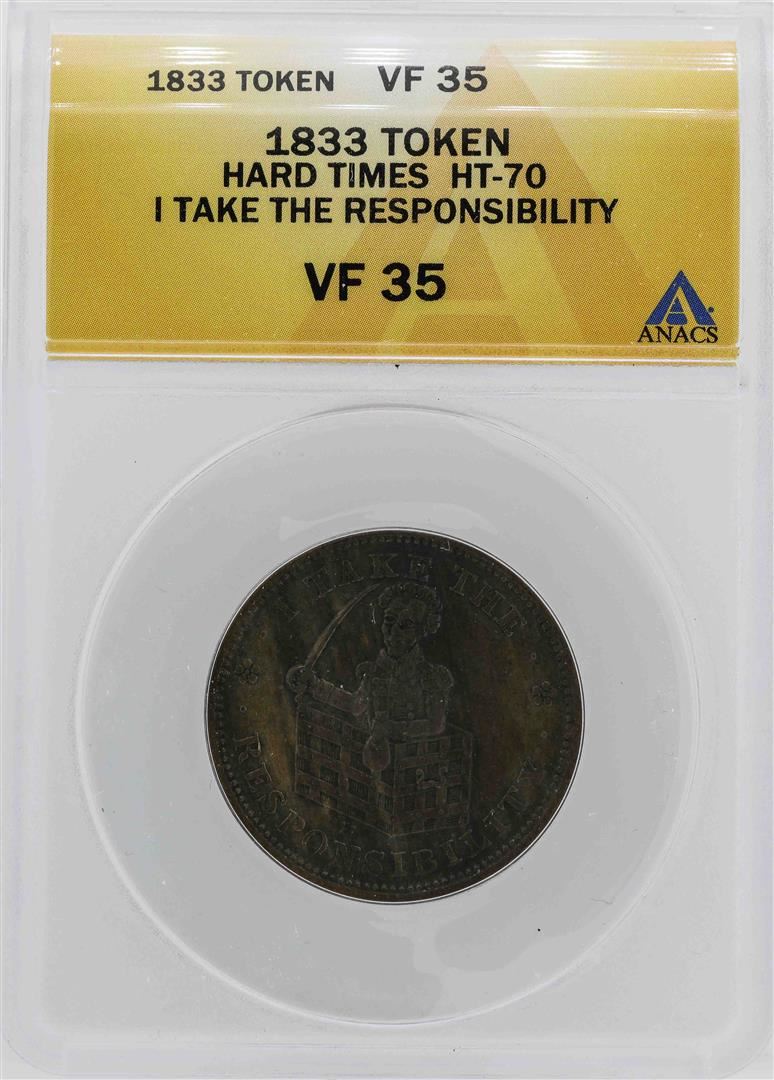 1833 TOKEN VF 35
1833 TOKEN
HARD TIMES HT-70
I TAKE THE RESPONSIBILITY
VF 35
ANACS
I TAKE THE
RESPONSIBILITY